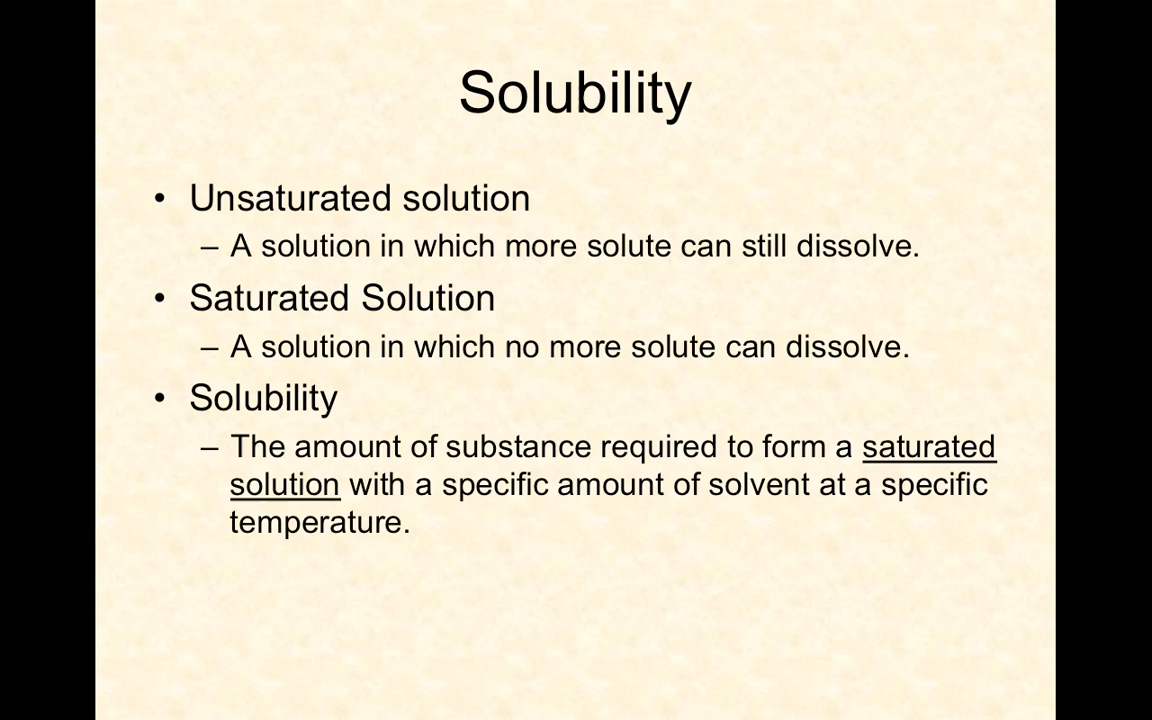 Solubility
• Unsaturated solution
– A solution in which more solute can still dissolve.
• Saturated Solution
– A solution in which no more solute can dissolve.
• Solubility
– The amount of substance required to form a saturated
solution with a specific amount of solvent at a specific
temperature.